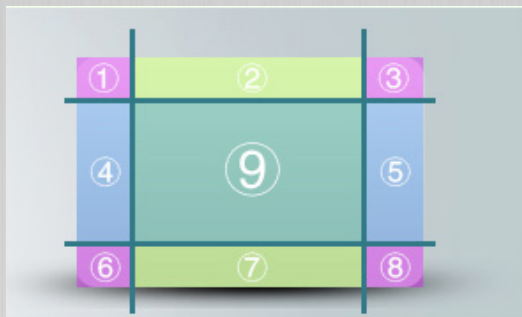 ① ② ③
④ ⑨ ⑤
⑥ ⑦ ⑧